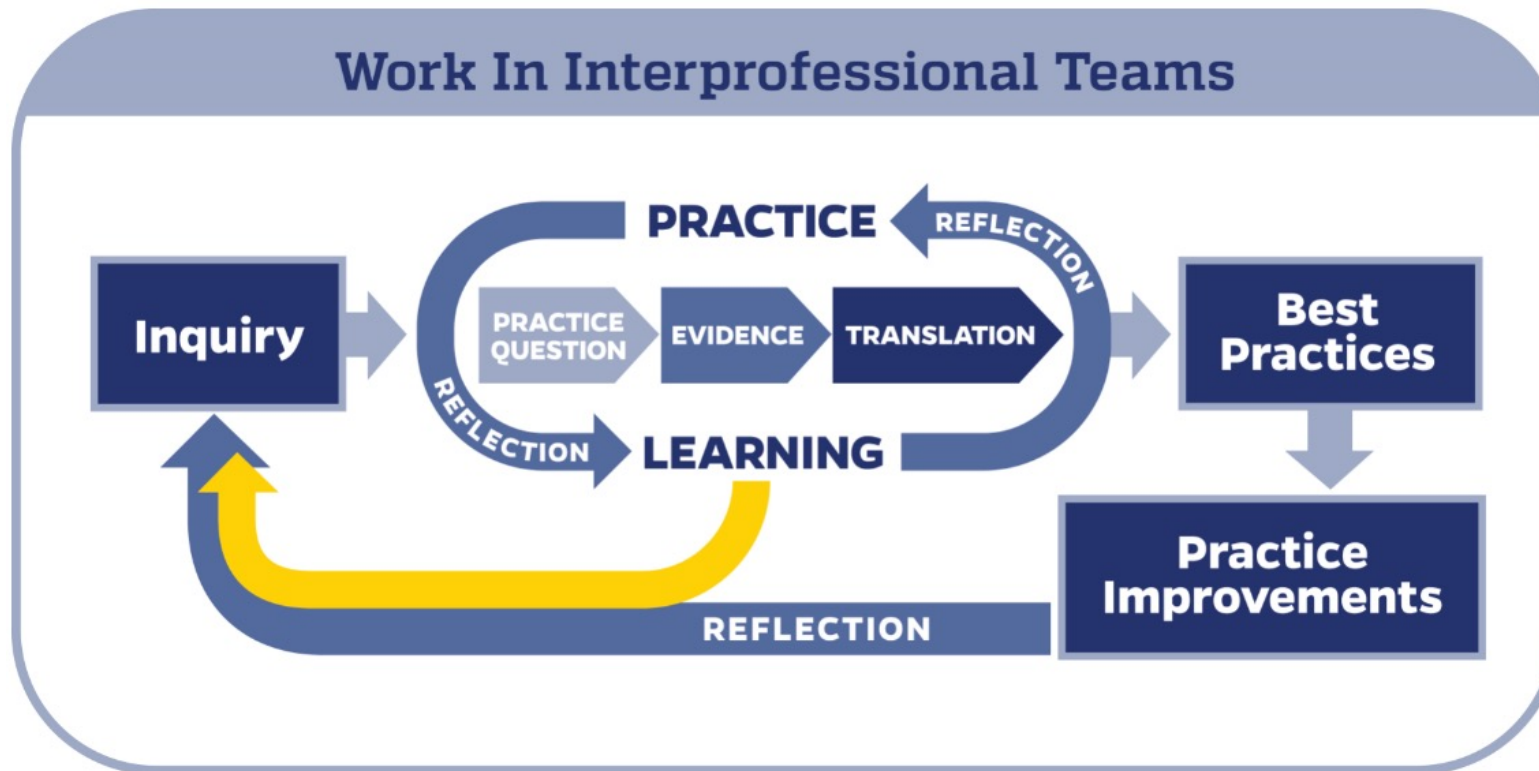 Work In Interprofessional Teams
PRACTICE
REFLECTION
Inquiry
PRACTICE
QUESTION
EVIDENCE
TRANSLATION
Best
Practices
REFLECTION
LEARNING
Practice
Improvements
REFLECTION